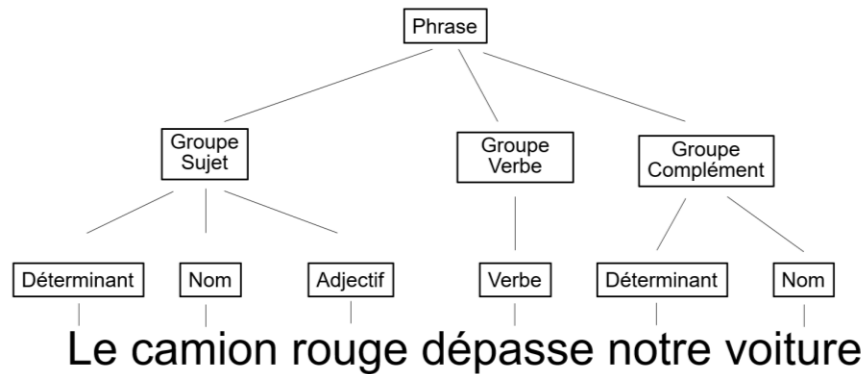 Phrase
Groupe
Sujet
Groupe
Verbe
Groupe
Complément
Déterminant
Nom
Adjectif
Verbe
Déterminant
Nom
Le camion rouge dépasse notre voiture